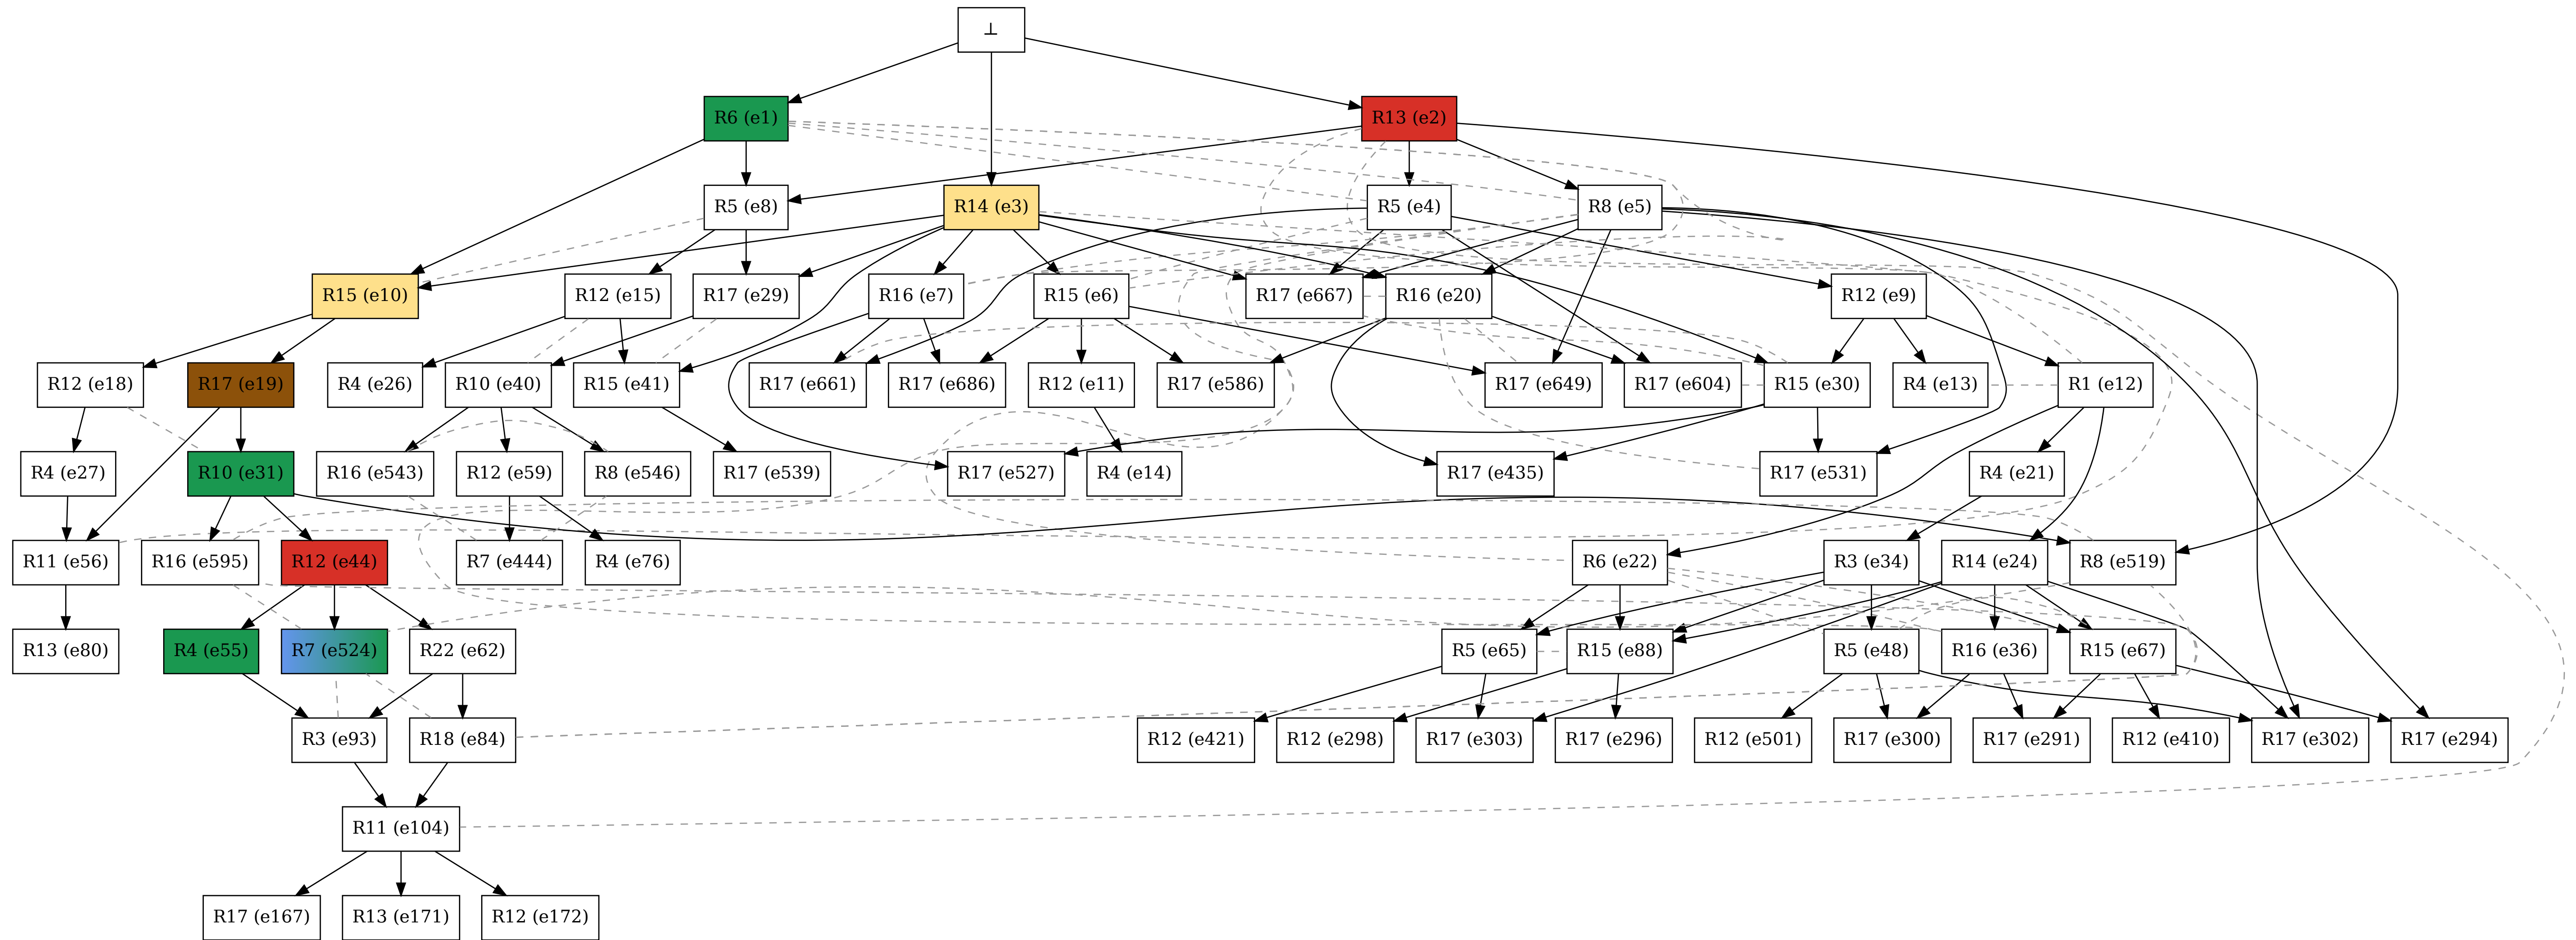 ⊥
R6 (e1)
R13 (e2)
R5 (e8)
R14 (e3)
R5 (e4)
R8 (e5)
R15 (e10)
R12 (e15)
R17 (e29)
R16 (e7)
R15 (e6)
R17 (e667)
R16 (e20)
R12 (e9)
R12 (e18)
R17 (e19)
R4 (e26)
R10 (e40)
R15 (e41)
R17 (e661)
R17 (e686)
R12 (e11)
R17 (e586)
R17 (e649)
R17 (e604)
R15 (e30)
R4 (e13)
R1 (e12)
R4 (e27)
R10 (e31)
R16 (e543)
R12 (e59)
R8 (e546)
R17 (e539)
R17 (e527)
R4 (e14)
R17 (e435)
R17 (e531)
R4 (e21)
R11 (e56)
R16 (e595)
R12 (e44)
R7 (e444)
R4 (e76)
R6 (e22)
R3 (e34)
R14 (e24)
R8 (e519)
R13 (e80)
R4 (e55)
R7 (e524)
R22 (e62)
R5 (e65)
R15 (e88)
R5 (e48)
R16 (e36)
R15 (e67)
R3 (e93)
R18 (e84)
R12 (e421)
R12 (e298)
R17 (e303)
R17 (e296)
R12 (e501)
R17 (e300)
R17 (e291)
R12 (e410)
R17 (e302)
R17 (e294)
R11 (e104)
R17 (e167)
R13 (e171)
R12 (e172)